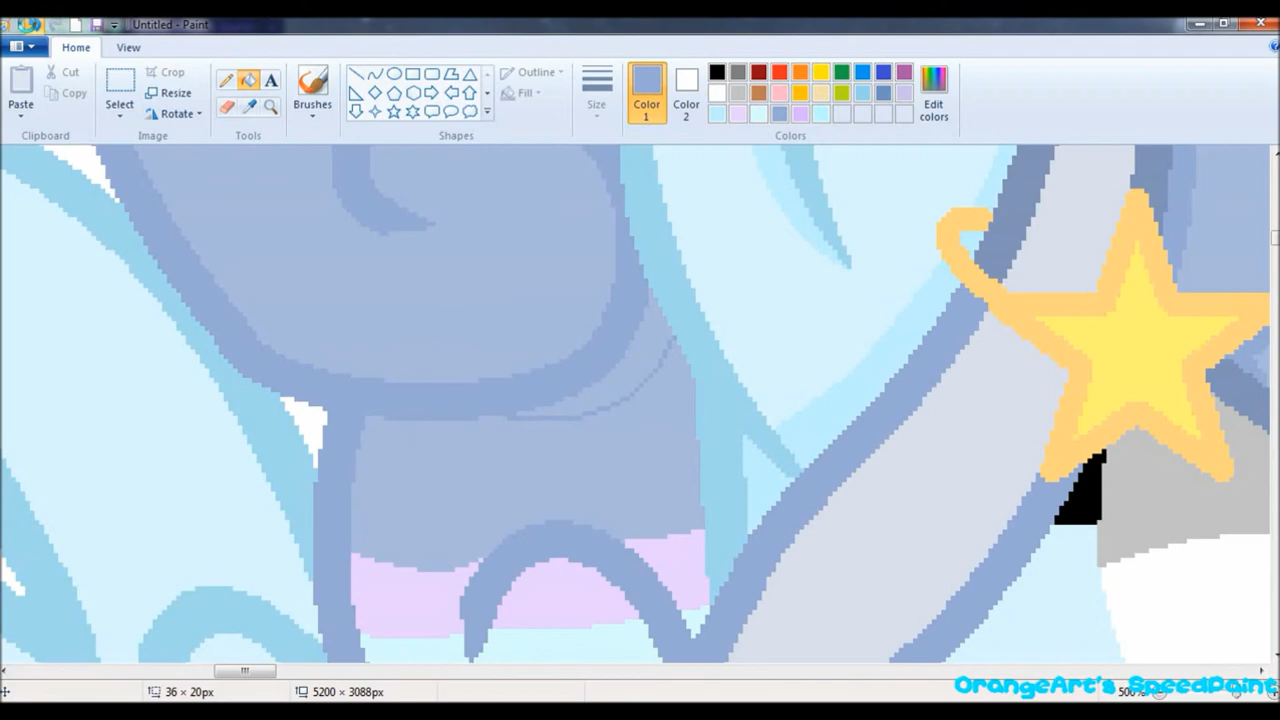 Untitled - Paint
Home View
Cut
Copy
Paste
Clipboard
Crop
Resize
Rotate
Select
Image
A
Tools
Brushes
Outline
Fill
Shapes
Size
Color 1
Color 2
Edit colors
Colors
36 × 20px
5200 × 3088px
500%
OrangeArt's SpeedPaint